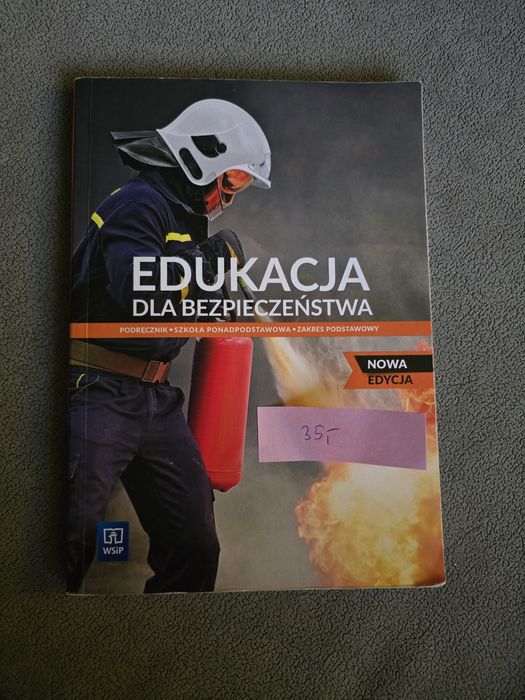 EDUKACJA
DLA BEZPIECZEŃSTWA
PODRĘCZNIK • SZKOŁA PONADPODSTAWOWA • ZAKRES PODSTAWOWY
NOWA
EDYCJA
35,-
WSiP